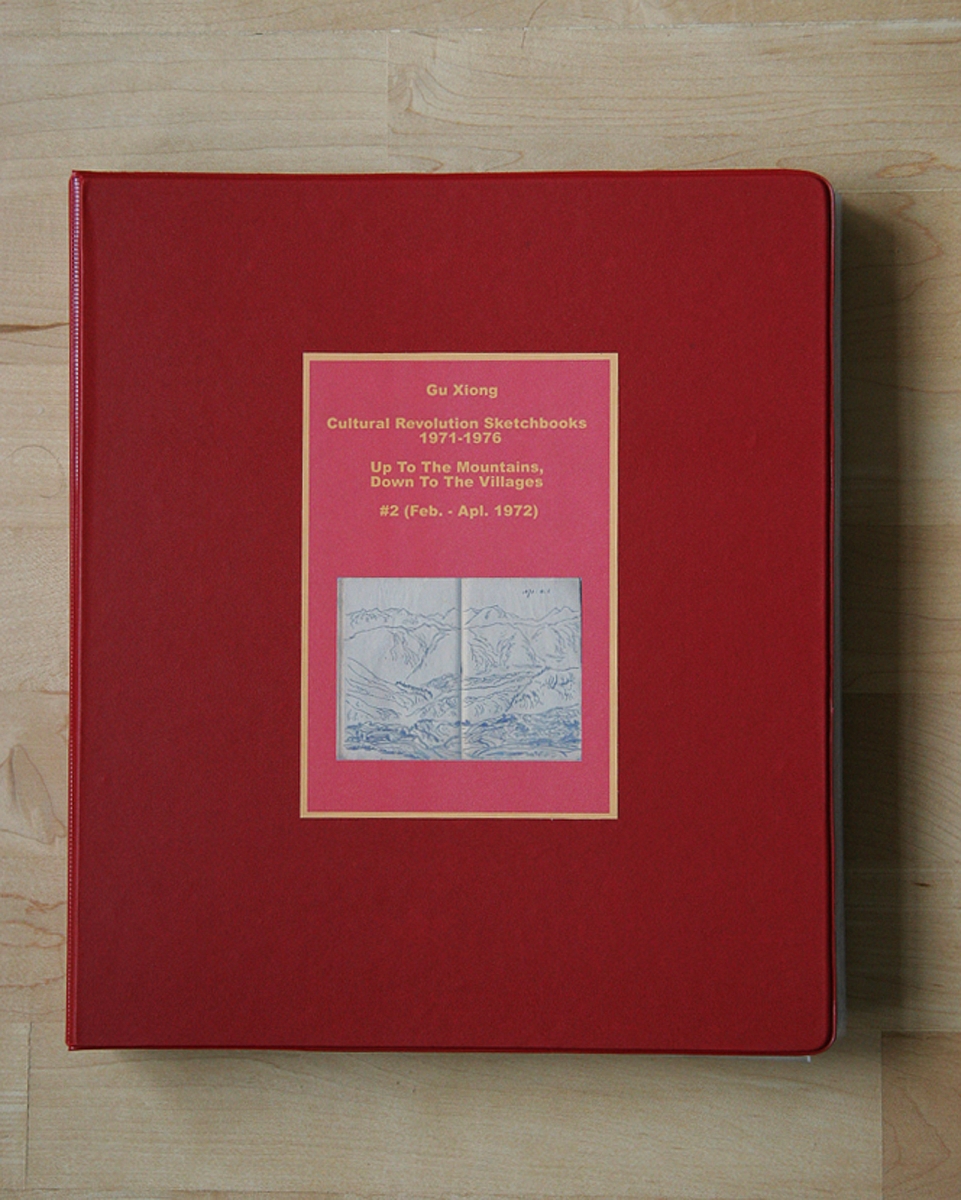 Gu Xiong
Cultural Revolution Sketchbooks
1971-1976
Up To The Mountains,
Down To The Villages
#2 (Feb. - Apl. 1972)